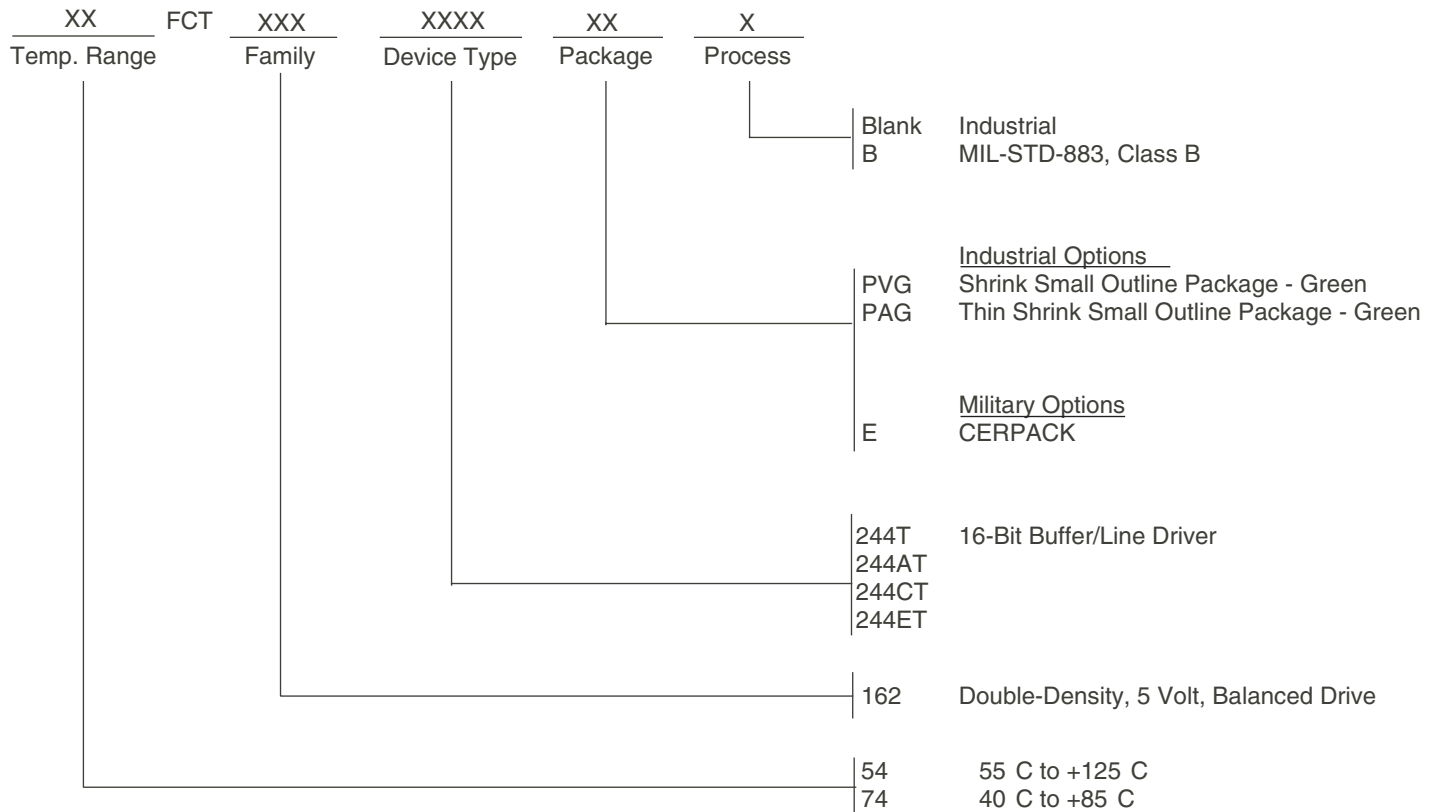 XX FCT XXX XXXX XX X
Temp. Range Family Device Type Package Process
Blank Industrial
B MIL-STD-883, Class B
Industrial Options
PVG Shrink Small Outline Package - Green
PAG Thin Shrink Small Outline Package - Green
Military Options
E CERPACK
244T 16-Bit Buffer/Line Driver
244AT
244CT
244ET
162 Double-Density, 5 Volt, Balanced Drive
54 55 C to +125 C
74 40 C to +85 C